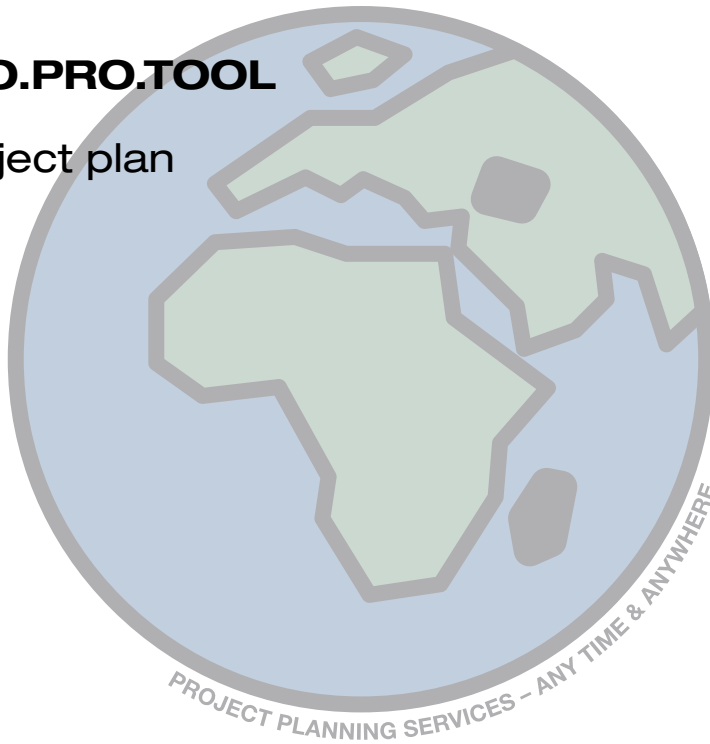 O.PRO.TOOL
ject plan
PROJECT PLANNING SERVICES – ANY TIME & ANYWHERE